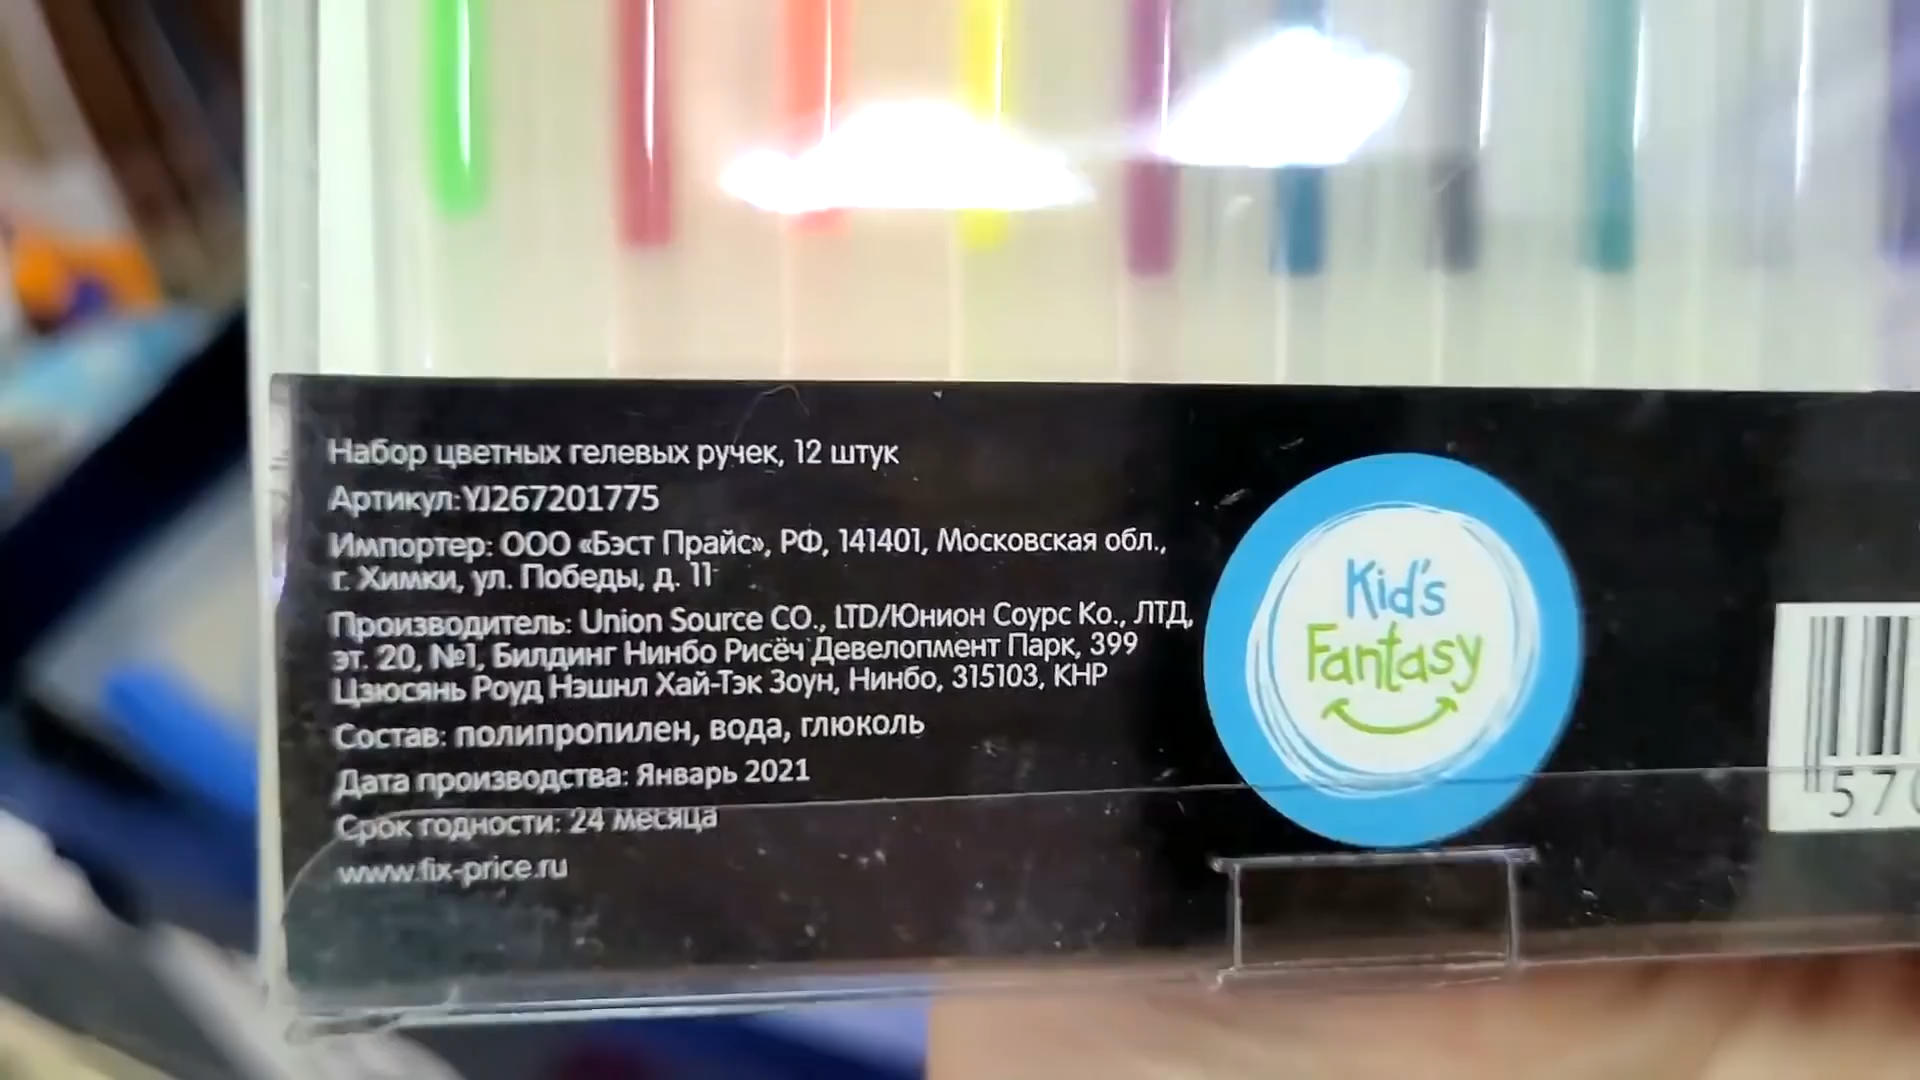 Набор цветных гелевых ручек, 12 штук
Артикул:YJ267201775
Импортер: ООО «Бэст Прайс», РФ, 141401, Московская обл.,
г. Химки, ул. Победы, д. 11
Производитель: Union Source CO., LTD/Юнион Соурс Ко., ЛТД,
эт. 20, №1, Билдинг Нинбо Рисёч Девелопмент Парк, 399
Цзюсянь Роуд Нэшнл Хай-Тэк Зоун, Нинбо, 315103, КНР
Состав: полипропилен, вода, глюколь
Дата производства: Январь 2021
Срок годности: 24 месяца
www.fix-price.ru
Kid's
Fantasy